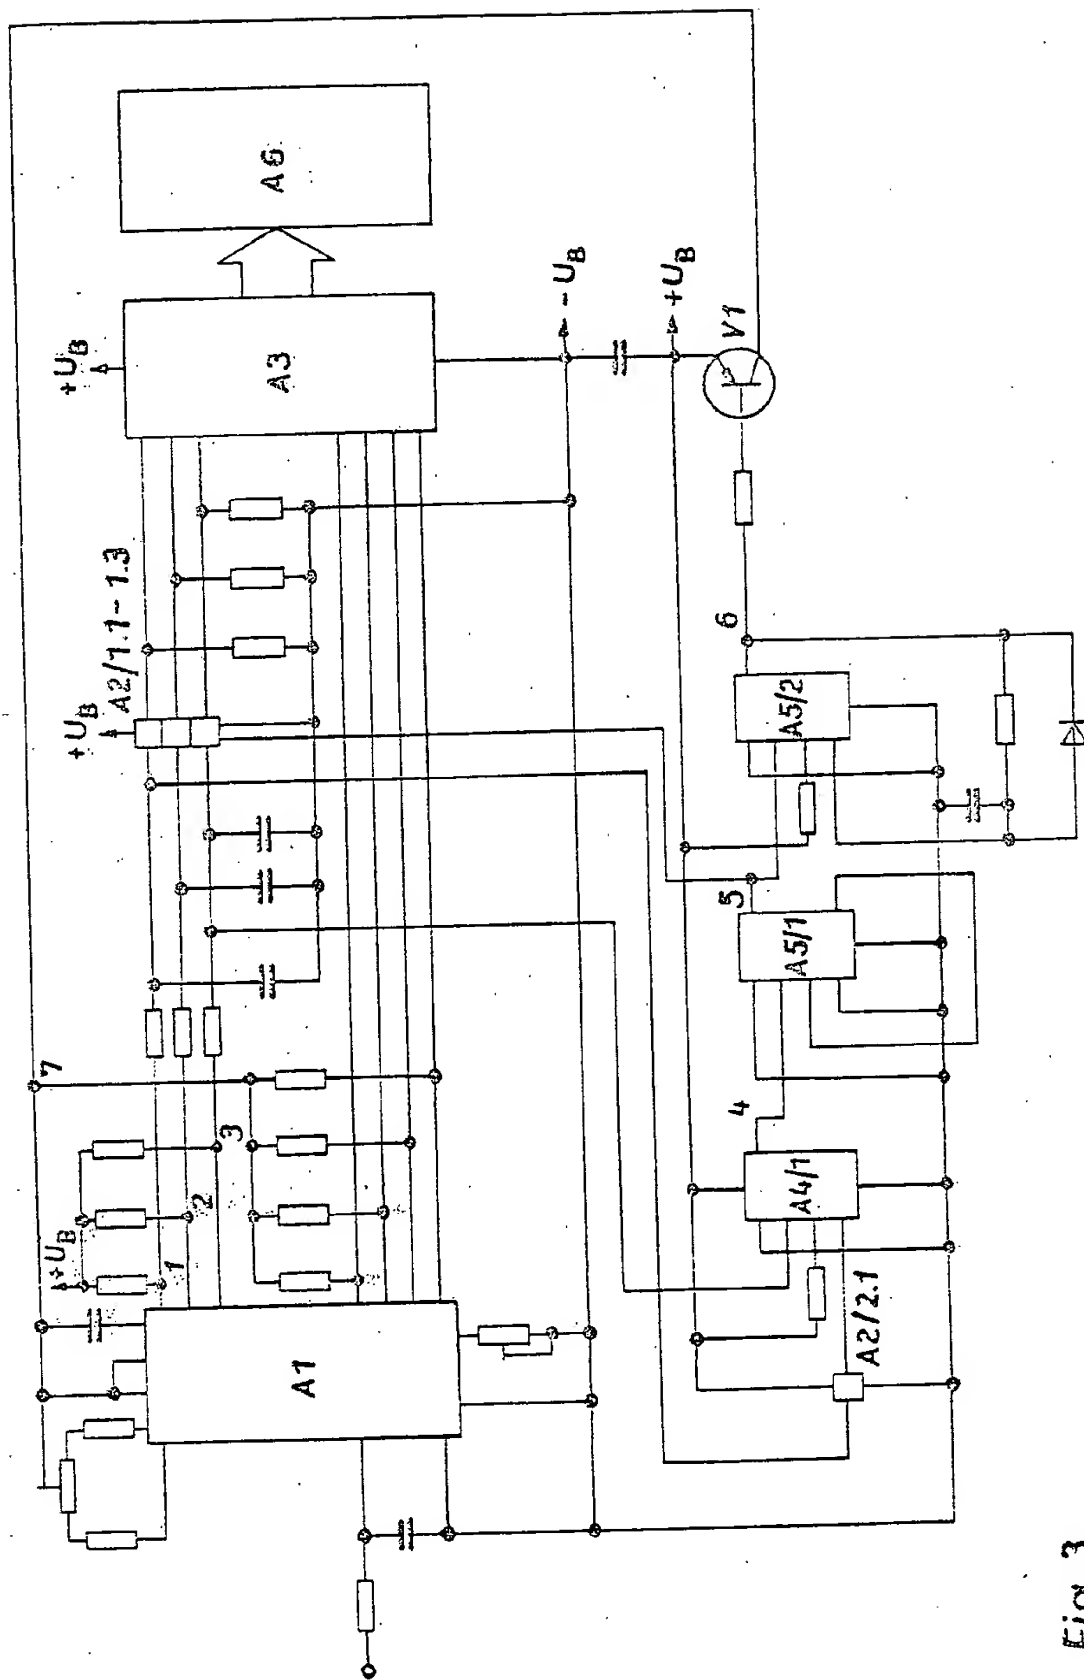 7
+U_B
1
2
3
A1
+U_B
A2/1.1-1.3
+U_B
A3
A6
-U_B
+U_B
V1
4
5
6
A4/1
A5/1
A5/2
A2/2.1
Fig. 3